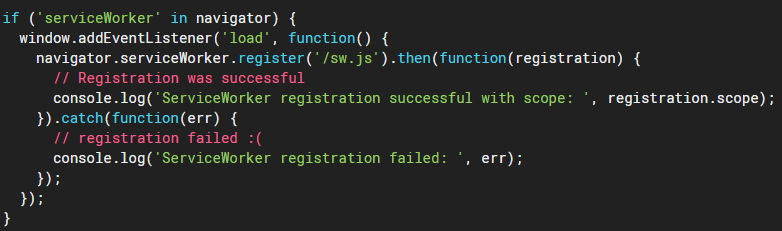 if ('serviceWorker' in navigator) {
  window.addEventListener('load', function() {
    navigator.serviceWorker.register('/sw.js').then(function(registration) {
      // Registration was successful
      console.log('ServiceWorker registration successful with scope: ', registration.scope);
    }).catch(function(err) {
      // registration failed :(
      console.log('ServiceWorker registration failed: ', err);
    });
  });
}